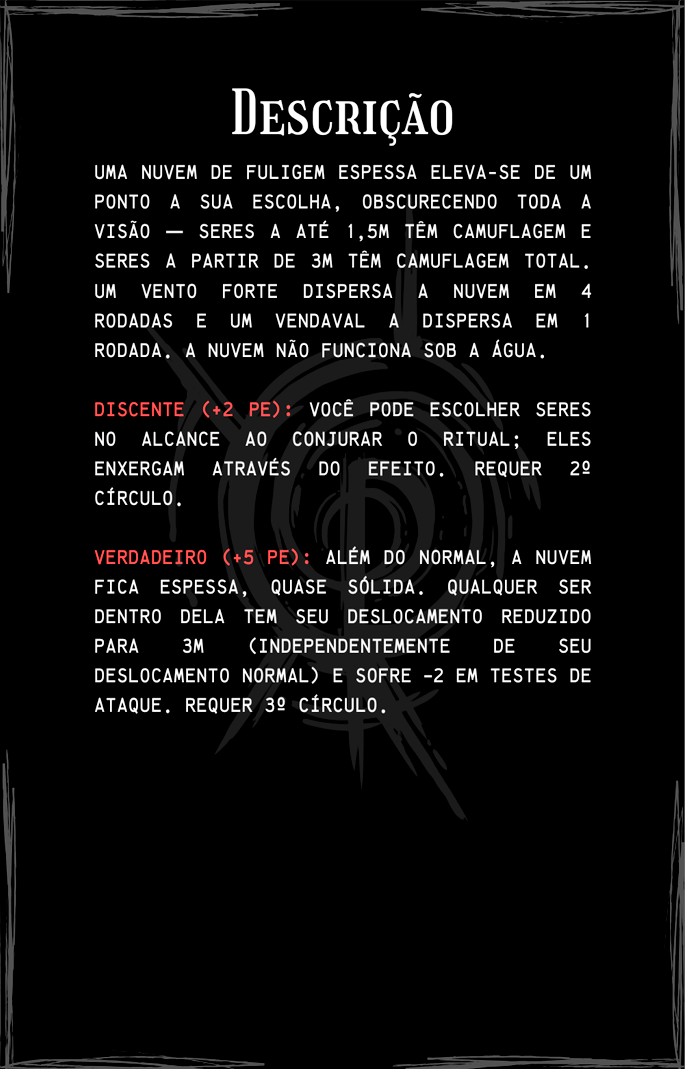 Descrição
UMA NUVEM DE FULIGEM ESPESSA ELEVA-SE DE UM
PONTO A SUA ESCOLHA, OBSCURECENDO TODA A
VISÃO — SERES A ATÉ 1,5M TÊM CAMUFLAGEM E
SERES A PARTIR DE 3M TÊM CAMUFLAGEM TOTAL.
UM VENTO FORTE DISPERSA A NUVEM EM 4
RODADAS E UM VENDAVAL A DISPERSA EM 1
RODADA. A NUVEM NÃO FUNCIONA SOB A ÁGUA.
DISCENTE (+2 PE): VOCÊ PODE ESCOLHER SERES
NO ALCANCE AO CONJURAR O RITUAL; ELES
ENXERGAM ATRAVÉS DO EFEITO. REQUER 2º
CÍRCULO.
VERDADEIRO (+5 PE): ALÉM DO NORMAL, A NUVEM
FICA ESPESSA, QUASE SÓLIDA. QUALQUER SER
DENTRO DELA TEM SEU DESLOCAMENTO REDUZIDO
PARA 3M (INDEPENDENTEMENTE DE SEU
DESLOCAMENTO NORMAL) E SOFRE -2 EM TESTES DE
ATAQUE. REQUER 3º CÍRCULO.